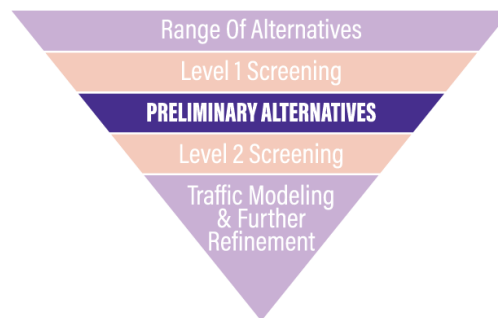 Range Of Alternatives
Level 1 Screening
PRELIMINARY ALTERNATIVES
Level 2 Screening
Traffic Modeling
& Further
Refinement